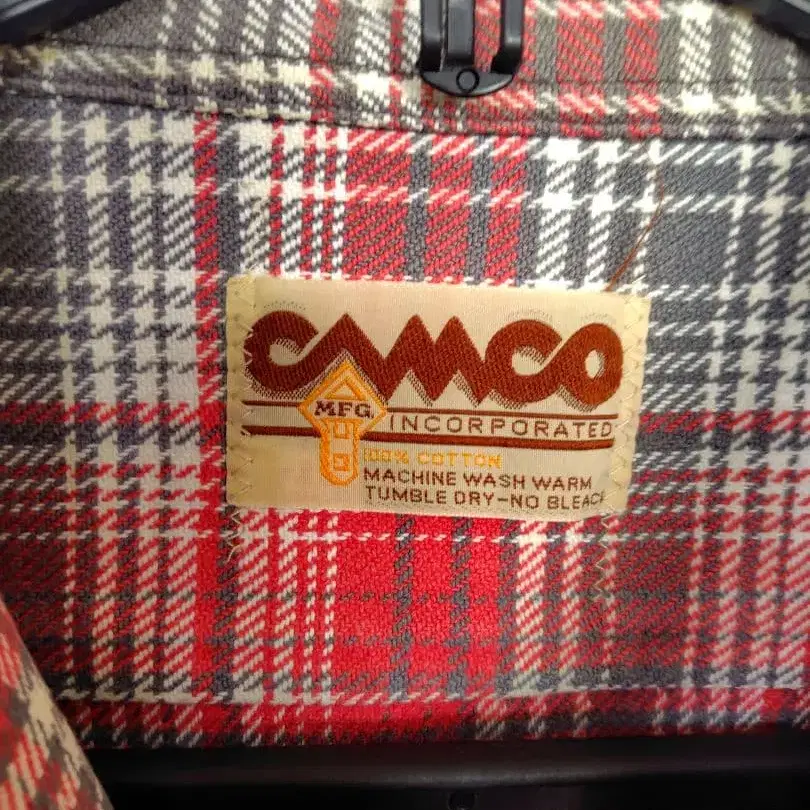 CAMCO
MFG.
INCORPORATED
100% COTTON
MACHINE WASH WARM
TUMBLE DRY-NO BLEACH